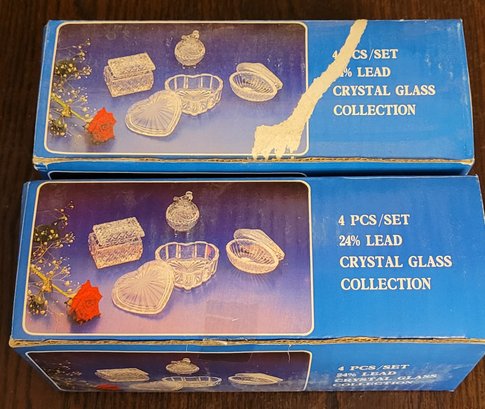 4 PCS/SET
% LEAD
CRYSTAL GLASS
COLLECTION
4 PCS/SET
24% LEAD
CRYSTAL GLASS
COLLECTION
4 PCS/SET
24% LEAD
CRYSTAL GLASS
COLLECTION